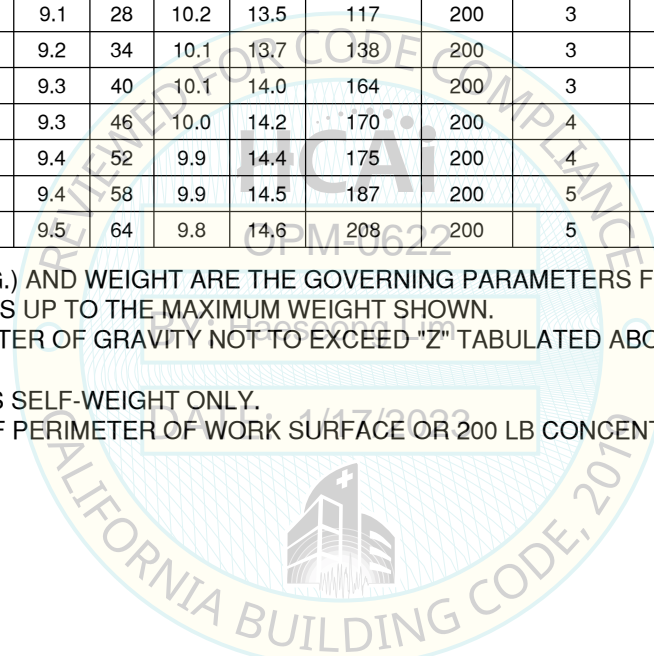 9.1 28 10.2 13.5 117 200 3
9.2 34 10.1 13.7 138 200 3
9.3 40 10.1 14.0 164 200 3
9.3 46 10.0 14.2 170 200 4
9.4 52 9.9 14.4 175 200 4
9.4 58 9.9 14.5 187 200 5
9.5 64 9.8 14.6 208 200 5
G.) AND WEIGHT ARE THE GOVERNING PARAMETERS F
S UP TO THE MAXIMUM WEIGHT SHOWN.
TER OF GRAVITY NOT TO EXCEED "Z" TABULATED ABO
S SELF-WEIGHT ONLY.
F PERIMETER OF WORK SURFACE OR 200 LB CONCENT
REVIEWED FOR CODE COMPLIANCE
HCAi
OPM-0622
BY: Haeseong Lim
DATE: 1/17/2023
CALIFORNIA BUILDING CODE, 2019